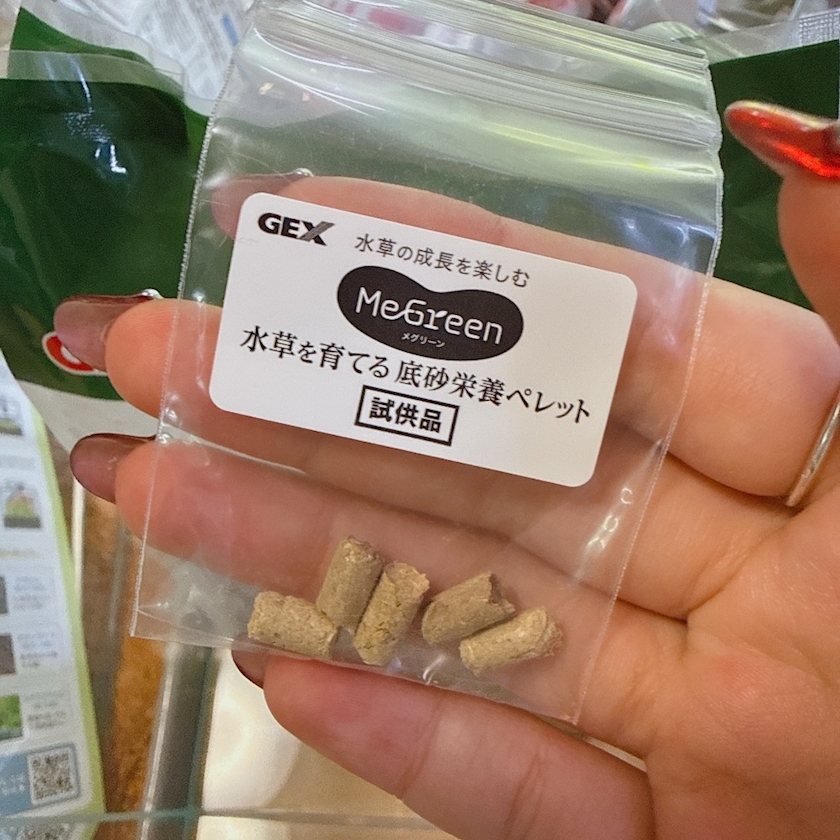 GEX
水草の成長を楽しむ
MeGreen
メグリーン
水草を育てる 底砂栄養ペレット
試供品